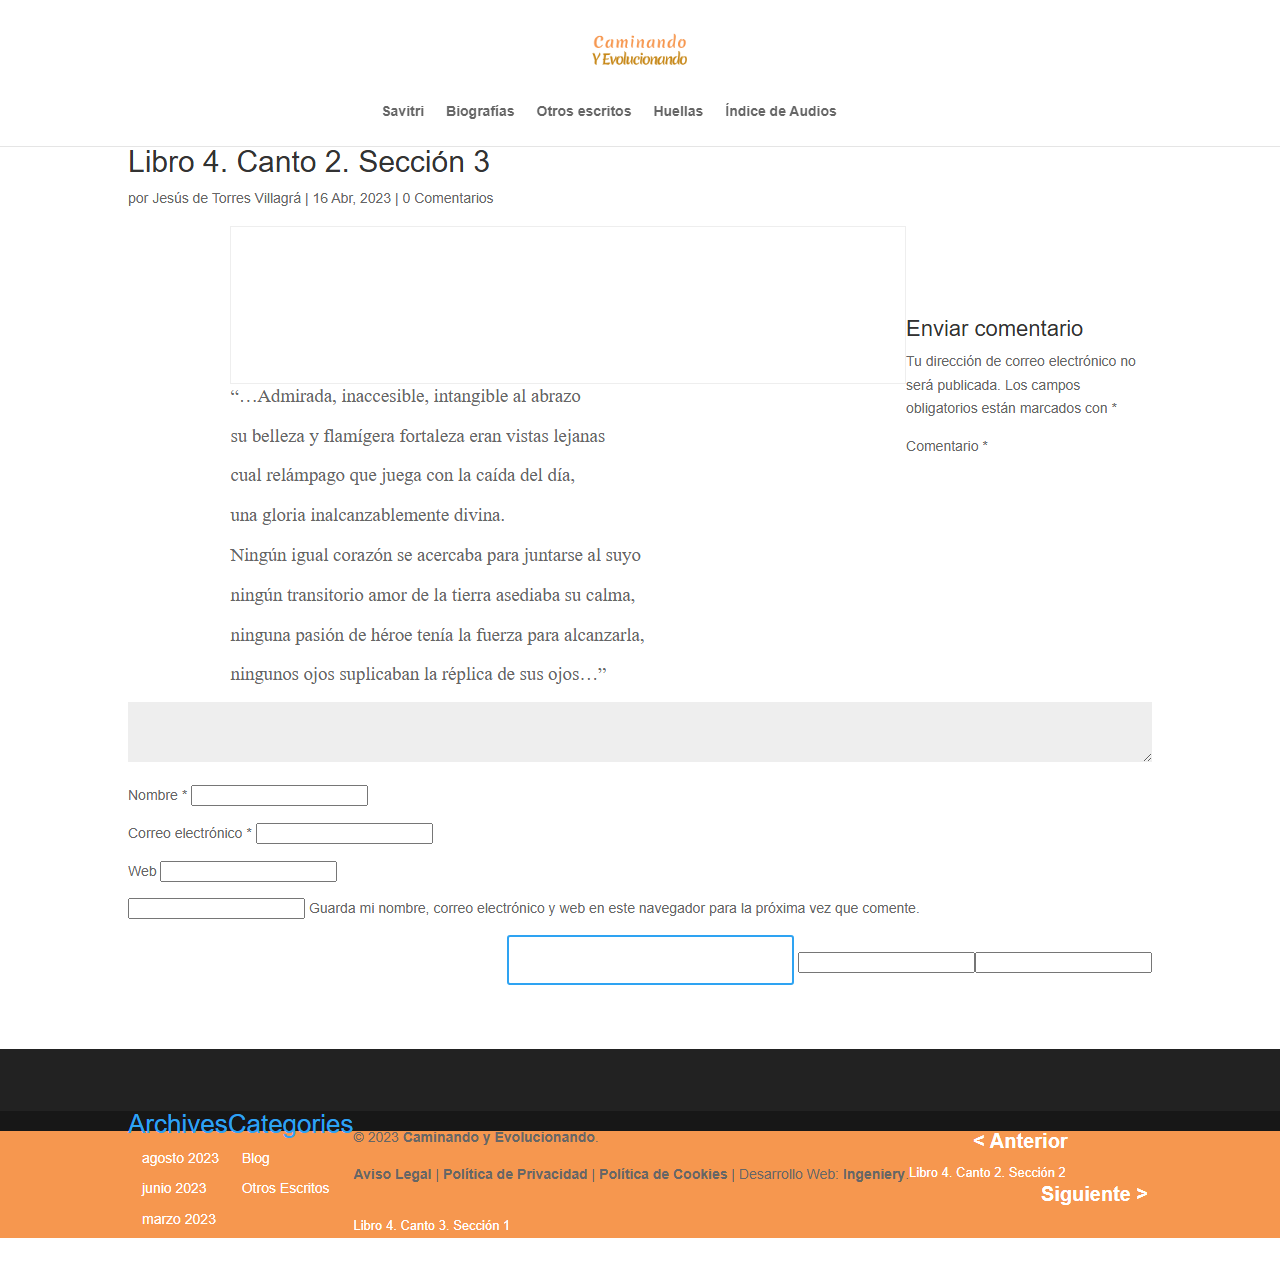 Caminando
Y Evolucionando
Savitri Biografías Otros escritos Huellas Índice de Audios
Libro 4. Canto 2. Sección 3
por Jesús de Torres Villagrá | 16 Abr, 2023 | 0 Comentarios
“…Admirada, inaccesible, intangible al abrazo
su belleza y flamígera fortaleza eran vistas lejanas
cual relámpago que juega con la caída del día,
una gloria inalcanzablemente divina.
Ningún igual corazón se acercaba para juntarse al suyo
ningún transitorio amor de la tierra asediaba su calma,
ninguna pasión de héroe tenía la fuerza para alcanzarla,
ningunos ojos suplicaban la réplica de sus ojos…”
Enviar comentario
Tu dirección de correo electrónico no
será publicada. Los campos
obligatorios están marcados con *
Comentario *
Nombre *
Correo electrónico *
Web
Guarda mi nombre, correo electrónico y web en este navegador para la próxima vez que comente.
Archives
agosto 2023
junio 2023
marzo 2023
Categories
Blog
Otros Escritos
© 2023 Caminando y Evolucionando.
Aviso Legal | Política de Privacidad | Política de Cookies | Desarrollo Web: Ingeniery.
< Anterior
Libro 4. Canto 2. Sección 2
Siguiente >
Libro 4. Canto 3. Sección 1